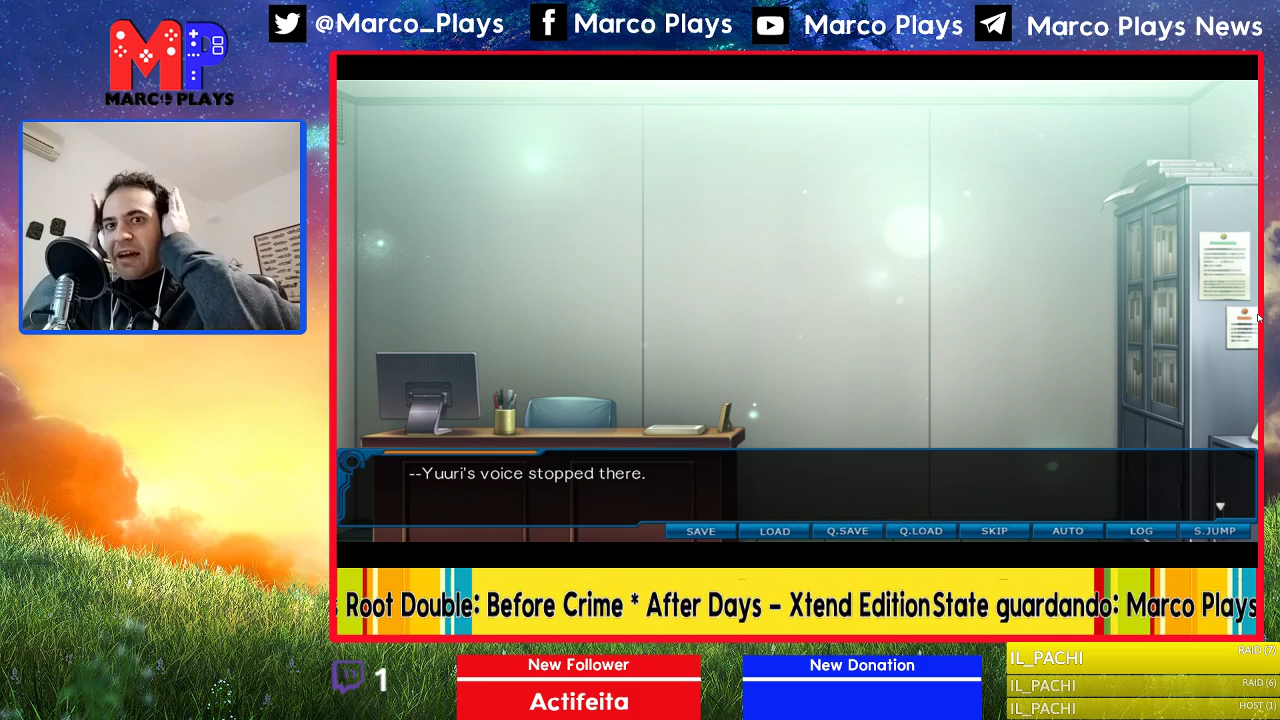 @Marco_Plays
Marco Plays
Marco Plays
Marco Plays News
MP
MARCO PLAYS
--Yuuri's voice stopped there.
SAVE
LOAD
Q.SAVE
Q.LOAD
SKIP
AUTO
LOG
S.JUMP
Root Double: Before Crime * After Days - Xtend Edition State guardando: Marco Plays
1
New Follower
Actifeita
New Donation
IL_PACHI
RAID (7)
IL_PACHI
RAID (6)
IL_PACHI
HOST (1)